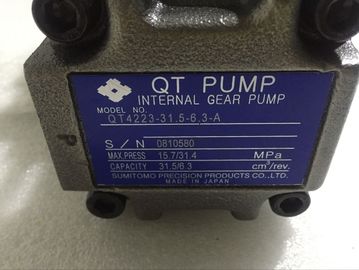 QT PUMP
INTERNAL GEAR PUMP
MODEL NO.
QT4223-31.5-6.3-A
S / N 0810580
MAX.PRESS 15.7/31.4 MPa
CAPACITY 31.5/6.3 cm³/rev.
SUMITOMO PRECISION PRODUCTS CO.,LTD.
MADE IN JAPAN